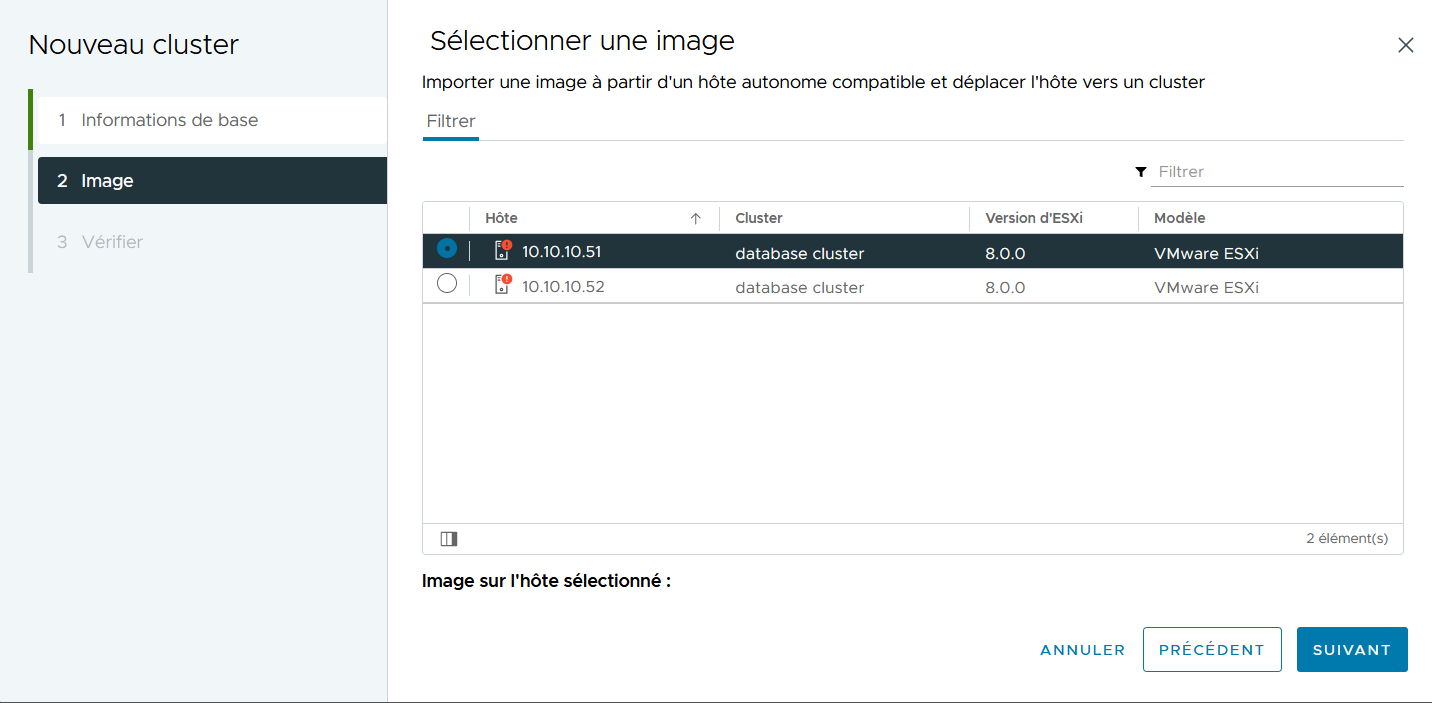 Nouveau cluster
1 Informations de base
2 Image
3 Vérifier
Sélectionner une image
Importer une image à partir d'un hôte autonome compatible et déplacer l'hôte vers un cluster
Filtrer
Filtrer
Hôte Cluster Version d'ESXi Modèle
10.10.10.51 database cluster 8.0.0 VMware ESXi
10.10.10.52 database cluster 8.0.0 VMware ESXi
2 élément(s)
Image sur l'hôte sélectionné :
ANNULER PRÉCÉDENT SUIVANT